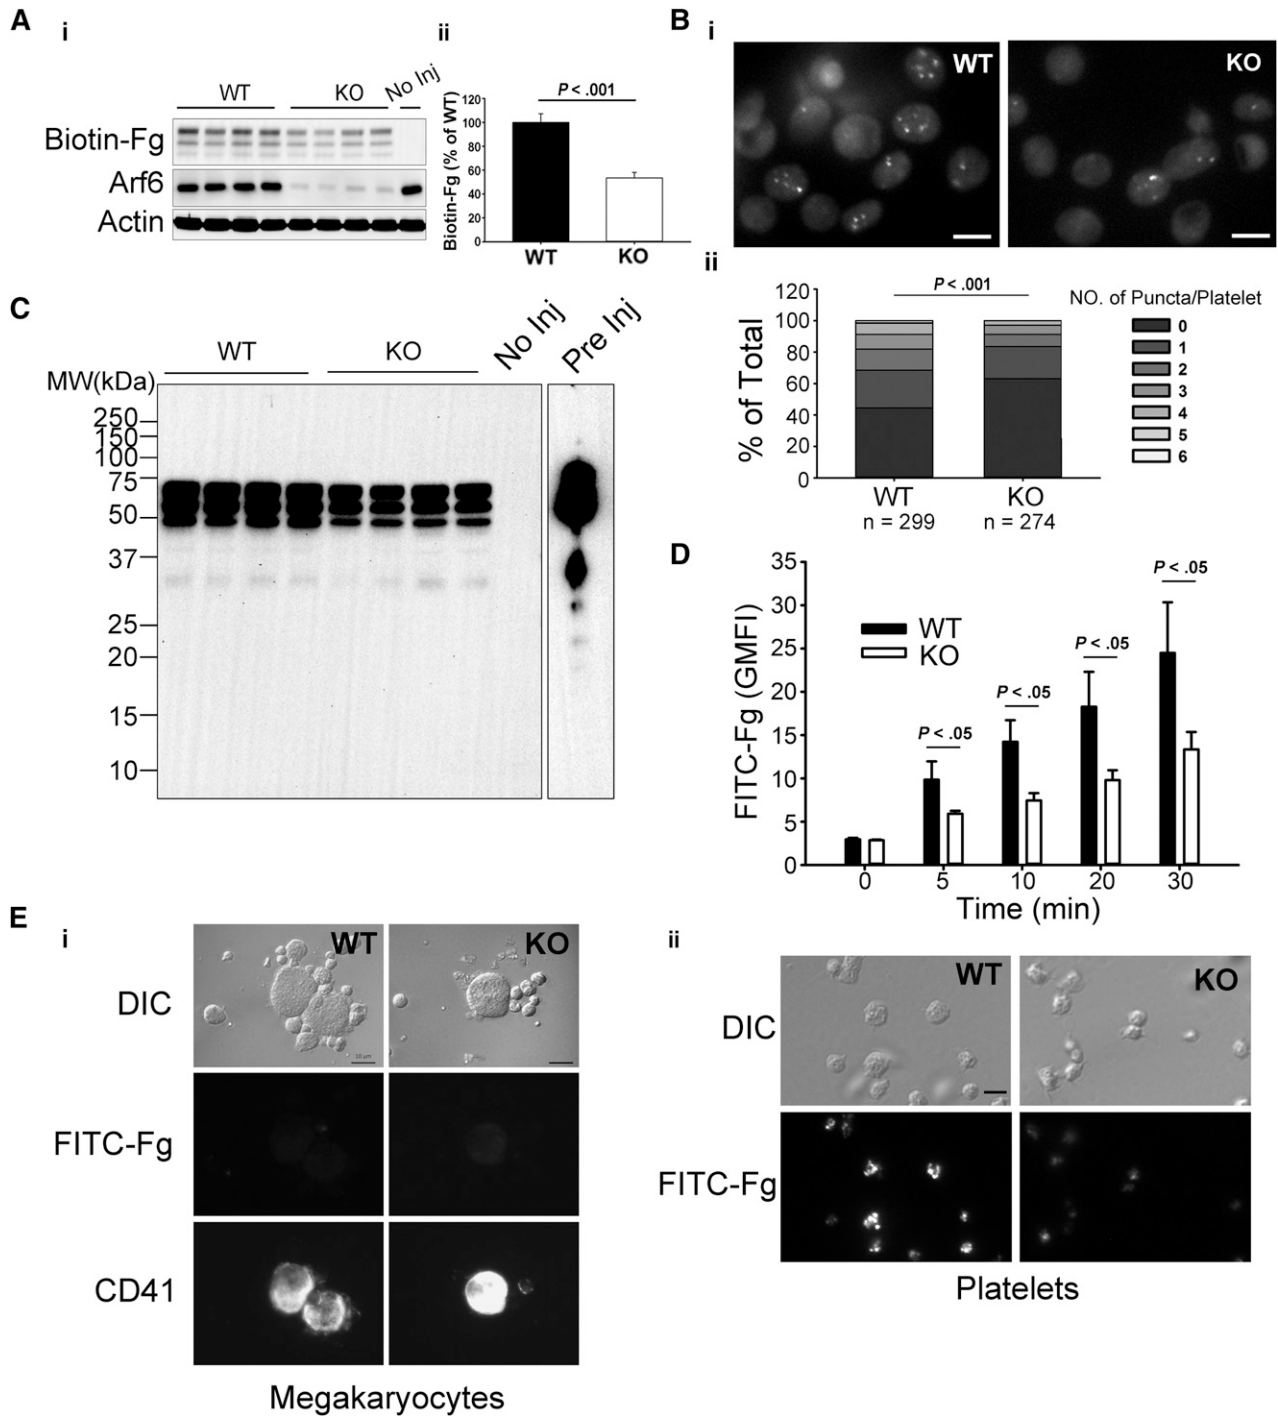 A
i
WT KO No Inj
Biotin-Fg
Arf6
Actin
ii
P < .001
120
100
80
60
40
20
0
Biotin-Fg (% of WT)
WT KO
B
i
WT KO
ii
P < .001
120
100
80
60
40
20
0
% of Total
WT KO
n = 299 n = 274
NO. of Puncta/Platelet
0
1
2
3
4
5
6
C
WT KO No Inj Pre Inj
MW(kDa)
250
150
100
75
50
37
25
20
15
10
D
35
30
25
20
15
10
5
0
FITC-Fg (GMFI)
WT
KO
P < .05
P < .05
P < .05
P < .05
0 5 10 20 30
Time (min)
E
i
WT KO
DIC
10 µm
FITC-Fg
CD41
Megakaryocytes
ii
WT KO
DIC
FITC-Fg
Platelets